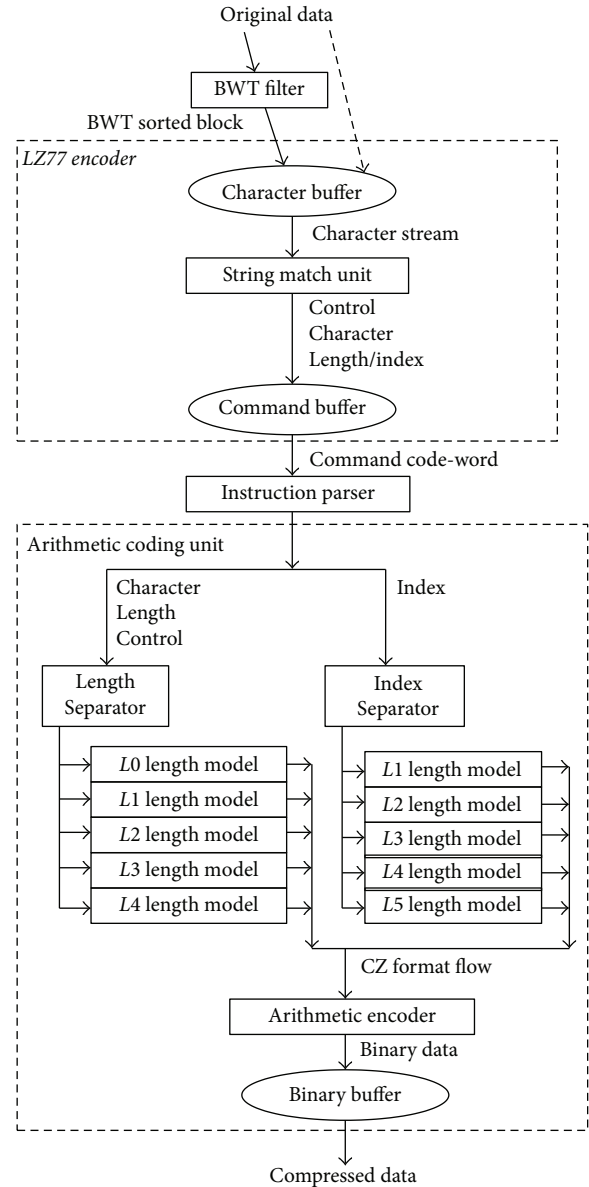 Original data
BWT filter
BWT sorted block
LZ77 encoder
Character buffer
Character stream
String match unit
Control
Character
Length/index
Command buffer
Command code-word
Instruction parser
Arithmetic coding unit
Character
Length
Control
Index
Length
Separator
Index
Separator
L0 length model
L1 length model
L2 length model
L3 length model
L4 length model
L1 length model
L2 length model
L3 length model
L4 length model
L5 length model
CZ format flow
Arithmetic encoder
Binary data
Binary buffer
Compressed data